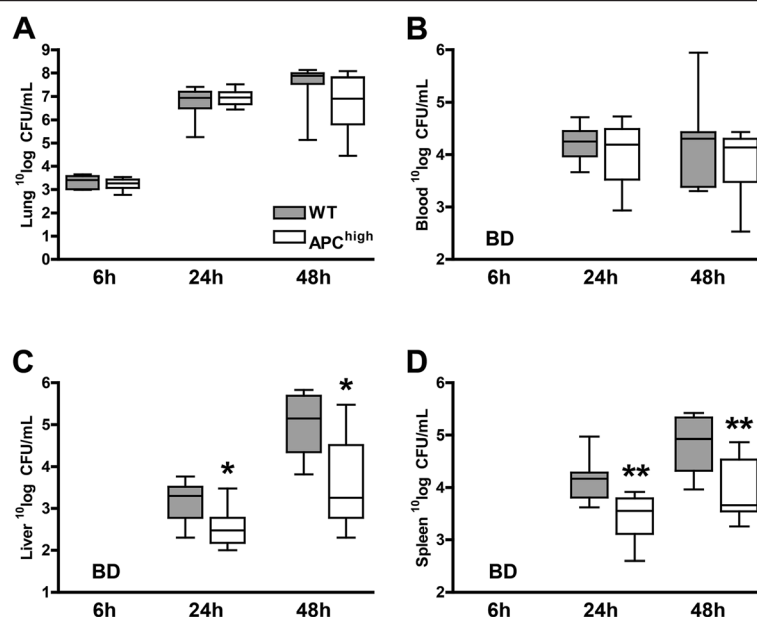 A
Lung 10log CFU/mL
9
8
7
6
5
4
3
2
1
0
6h 24h 48h
WT
APChigh
B
Blood 10log CFU/mL
6
5
4
3
2
BD
6h 24h 48h
C
Liver 10log CFU/mL
6
5
4
3
2
1
BD
* *
6h 24h 48h
D
Spleen 10log CFU/mL
6
5
4
3
2
BD
** **
6h 24h 48h